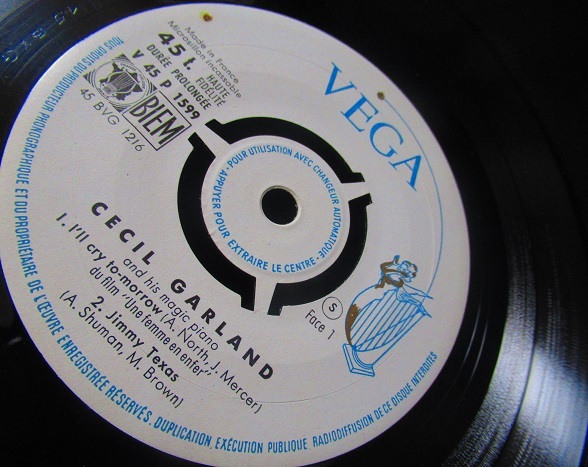 Made in France
Microsillon incassable
45 t. HAUTE
FIDÉLITÉ
DURÉE PROLONGÉE
V 45 P 1599
BIEM
45 BVG 1216
VEGA
POUR UTILISATION AVEC CHANGEUR AUTOMATIQUE -
APPUYER POUR EXTRAIRE LE CENTRE -
S
Face 1
CECIL GARLAND
and his magic piano
1. I'll cry to-morow (A. North, J. Mercer)
du film "Une femme en enfer"
2. Jimmy Texas
(A. Shuman, M. Brown)
TOUS DROITS DU PRODUCTEUR PHONOGRAPHIQUE ET DU PROPRIÉTAIRE DE L'ŒUVRE ENREGISTRÉE RÉSERVÉS. DUPLICATION, EXÉCUTION PUBLIQUE RADIODIFFUSION DE CE DISQUE INTERDITES